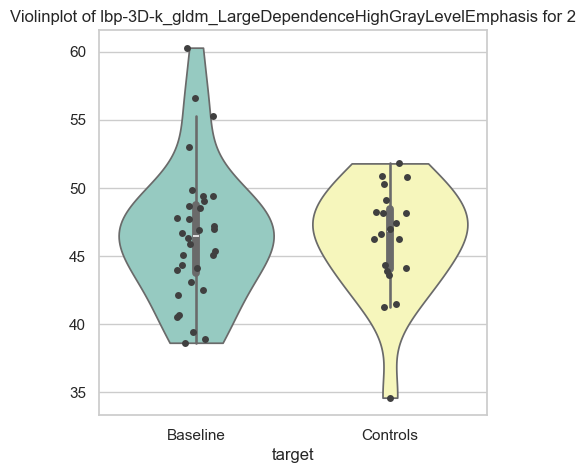 Violinplot of lbp-3D-k_gldm_LargeDependenceHighGrayLevelEmphasis for 2
60
55
50
45
40
35
Baseline
Controls
target